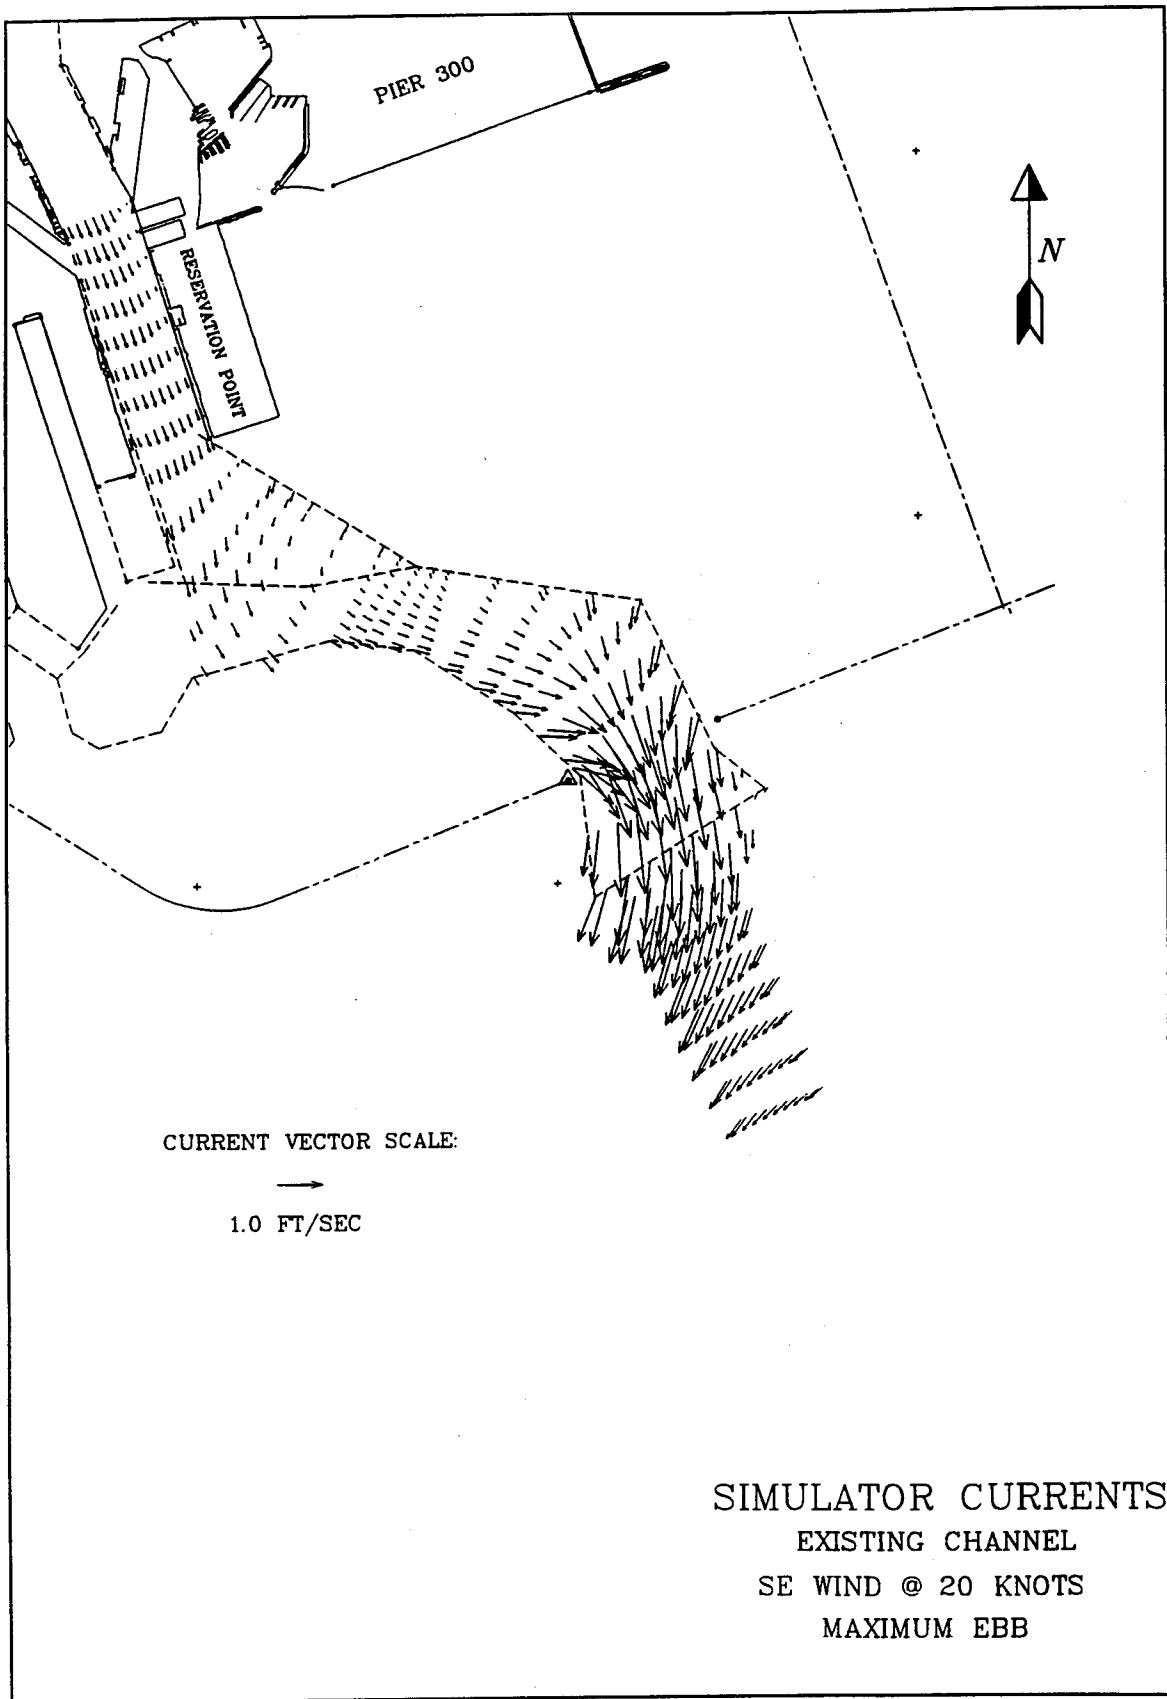 PIER 300
N
RESERVATION POINT
CURRENT VECTOR SCALE:
1.0 FT/SEC
SIMULATOR CURRENTS
EXISTING CHANNEL
SE WIND @ 20 KNOTS
MAXIMUM EBB